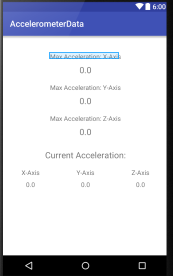 6:00
AccelerometerData
Max Acceleration: X-Axis
0.0
Max Acceleration: Y-Axis
0.0
Max Acceleration: Z-Axis
0.0
Current Acceleration:
X-Axis Y-Axis Z-Axis
0.0 0.0 0.0